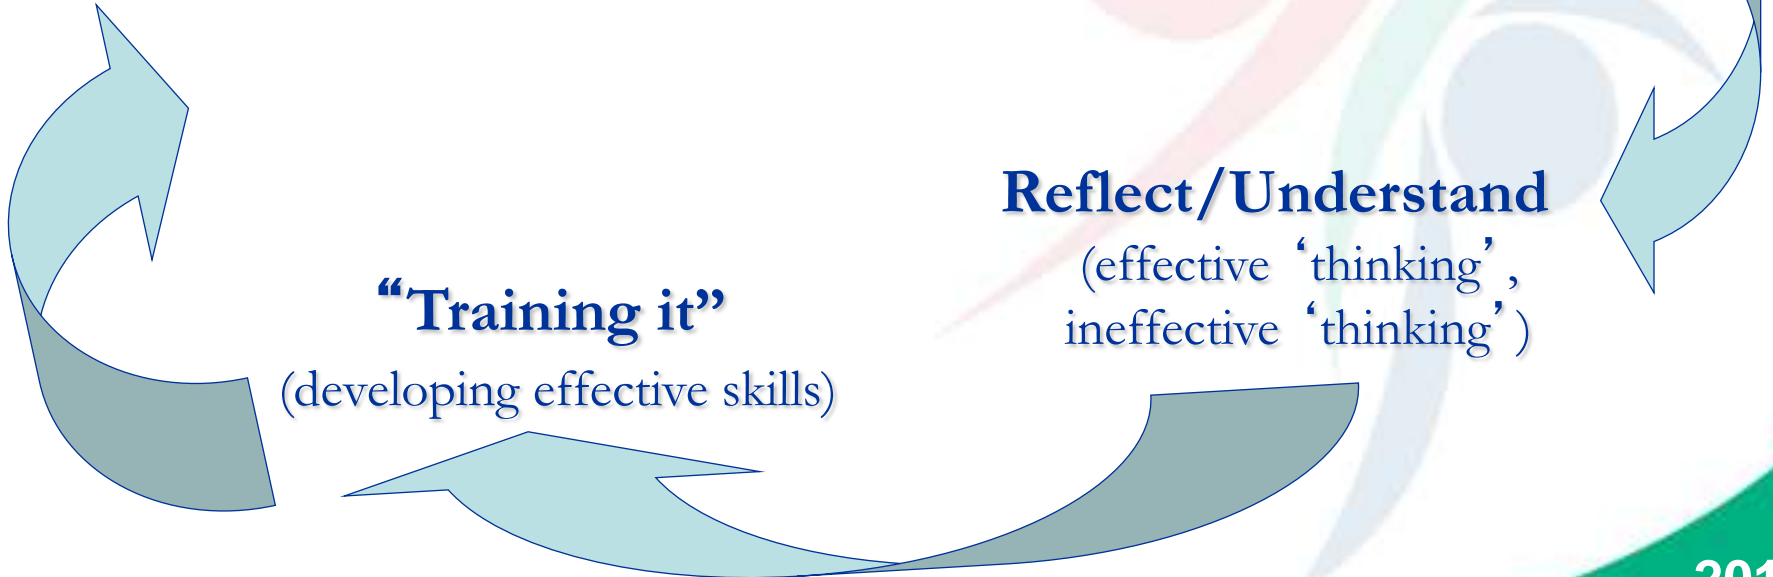 Reflect/Understand
(effective ‘thinking’,
ineffective ‘thinking’)
“Training it”
(developing effective skills)